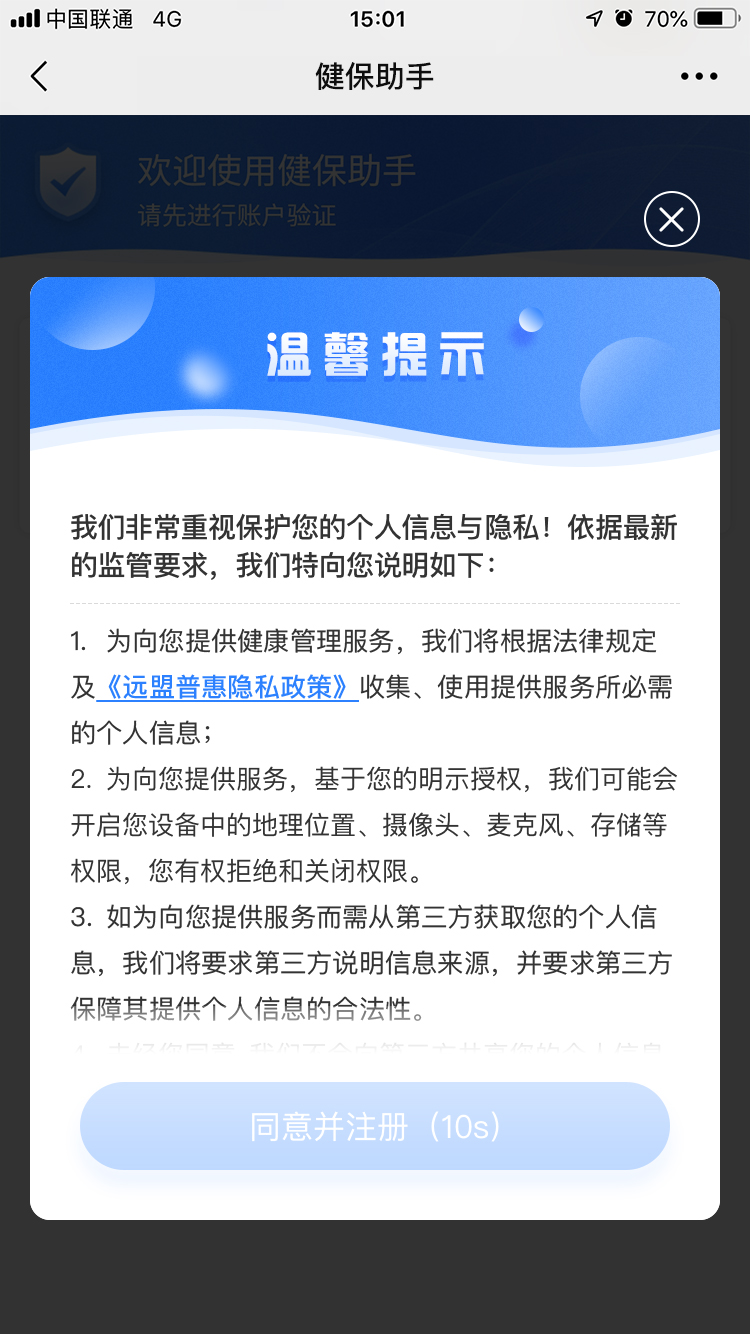 中国联通 4G 15:01 70%
健保助手
欢迎使用健保助手
请先进行账户验证
温馨提示
我们非常重视保护您的个人信息与隐私！依据最新
的监管要求，我们特向您说明如下：
1. 为向您提供健康管理服务，我们将根据法律规定
及《远盟普惠隐私政策》收集、使用提供服务所必需
的个人信息；
2. 为向您提供服务，基于您的明示授权，我们可能会
开启您设备中的地理位置、摄像头、麦克风、存储等
权限，您有权拒绝和关闭权限。
3. 如为向您提供服务而需从第三方获取您的个人信
息，我们将要求第三方说明信息来源，并要求第三方
保障其提供个人信息的合法性。
同意并注册（10s）